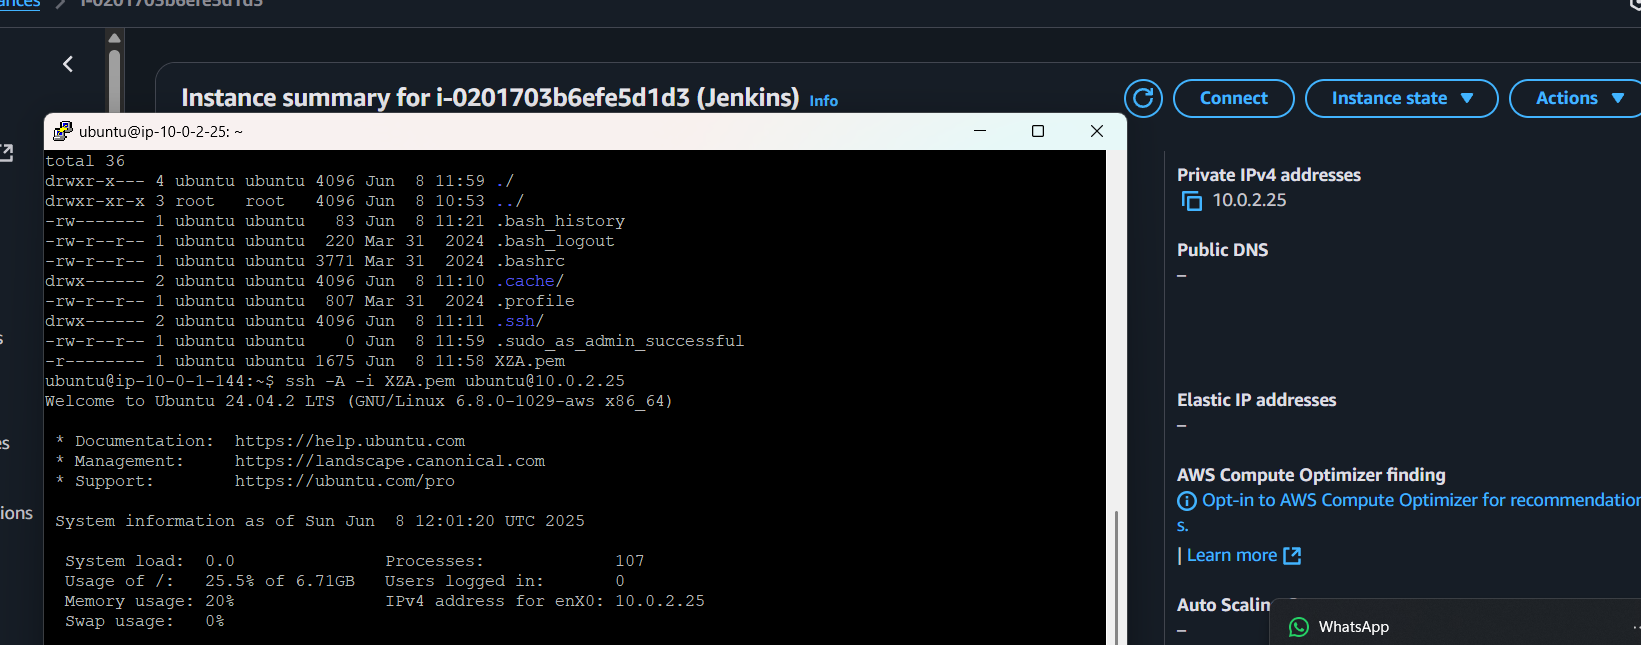 i-0201703b6efe5d1d3
Instance summary for i-0201703b6efe5d1d3 (Jenkins) Info
Connect
Instance state
Actions
ubuntu@ip-10-0-2-25: ~
total 36
drwxr-x--- 4 ubuntu ubuntu 4096 Jun  8 11:59 ./
drwxr-xr-x 3 root   root   4096 Jun  8 10:53 ../
-rw------- 1 ubuntu ubuntu   83 Jun  8 11:21 .bash_history
-rw-r--r-- 1 ubuntu ubuntu  220 Mar 31  2024 .bash_logout
-rw-r--r-- 1 ubuntu ubuntu 3771 Mar 31  2024 .bashrc
drwx------ 2 ubuntu ubuntu 4096 Jun  8 11:10 .cache/
-rw-r--r-- 1 ubuntu ubuntu  807 Mar 31  2024 .profile
drwx------ 2 ubuntu ubuntu 4096 Jun  8 11:11 .ssh/
-rw-r--r-- 1 ubuntu ubuntu    0 Jun  8 11:59 .sudo_as_admin_successful
-r-------- 1 ubuntu ubuntu 1675 Jun  8 11:58 XZA.pem
ubuntu@ip-10-0-1-144:~$ ssh -A -i XZA.pem ubuntu@10.0.2.25
Welcome to Ubuntu 24.04.2 LTS (GNU/Linux 6.8.0-1029-aws x86_64)
* Documentation:  https://help.ubuntu.com
* Management:     https://landscape.canonical.com
* Support:        https://ubuntu.com/pro
System information as of Sun Jun  8 12:01:20 UTC 2025
System load:  0.0               Processes:             107
Usage of /:   25.5% of 6.71GB   Users logged in:       0
Memory usage: 20%               IPv4 address for enX0: 10.0.2.25
Swap usage:   0%
Private IPv4 addresses
10.0.2.25
Public DNS
–
Elastic IP addresses
–
AWS Compute Optimizer finding
Opt-in to AWS Compute Optimizer for recommendation
s.
| Learn more
Auto Scalin
–
WhatsApp